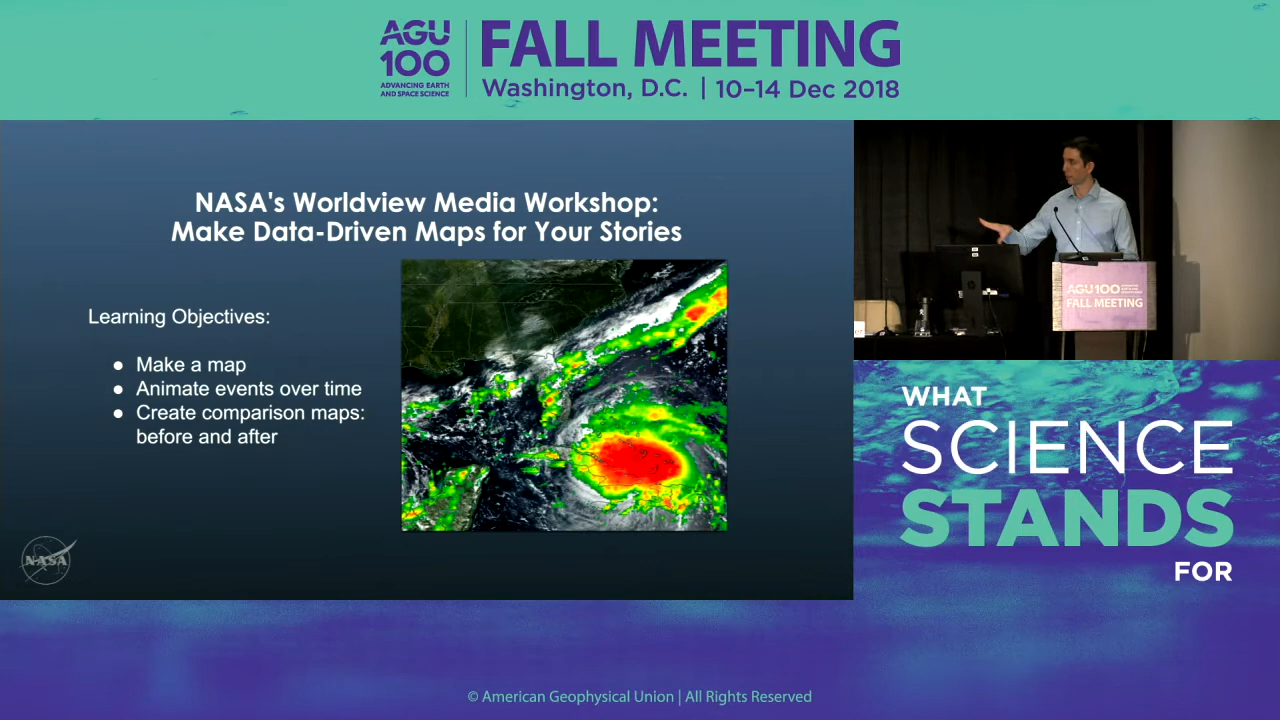 AGU
100
ADVANCING EARTH
AND SPACE SCIENCE
FALL MEETING
Washington, D.C. | 10–14 Dec 2018
NASA's Worldview Media Workshop:
Make Data-Driven Maps for Your Stories
Learning Objectives:
● Make a map
● Animate events over time
● Create comparison maps:
before and after
NASA
AGU100
FALL MEETING
WHAT
SCIENCE
STANDS
FOR
© American Geophysical Union | All Rights Reserved